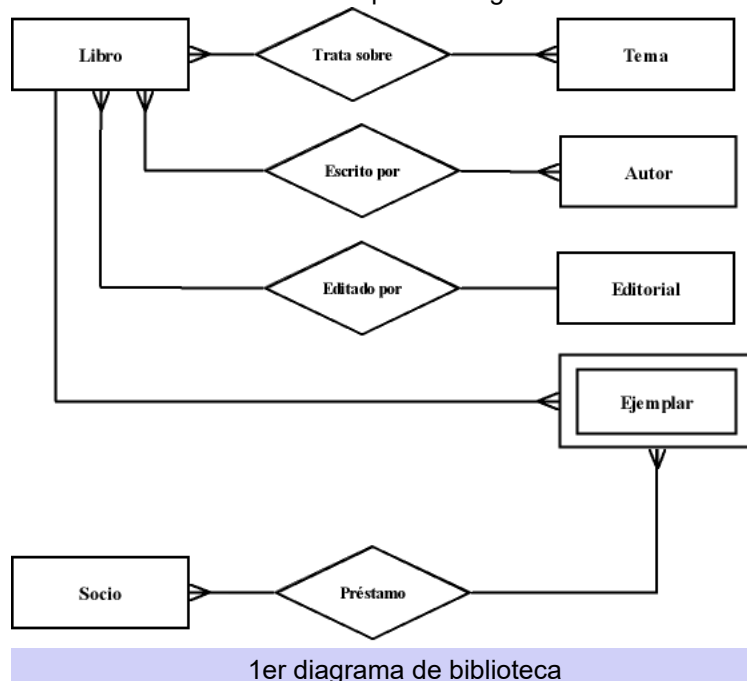 Libro
Trata sobre
Tema
Escrito por
Autor
Editado por
Editorial
Ejemplar
Socio
Préstamo
1er diagrama de biblioteca